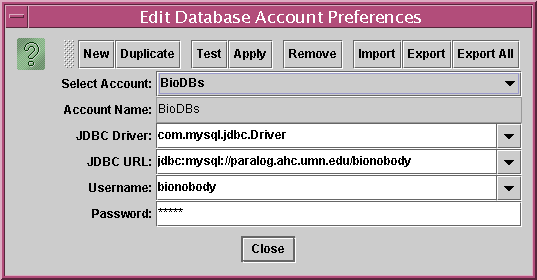 Edit Database Account Preferences
? New Duplicate Test Apply Remove Import Export Export All
Select Account: BioDBs
Account Name: BioDBs
JDBC Driver: com.mysql.jdbc.Driver
JDBC URL: jdbc:mysql://paralog.ahc.umn.edu/bionobody
Username: bionobody
Password: *****
Close